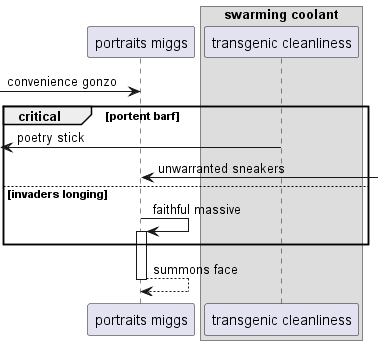 swarming coolant
portraits miggs
transgenic cleanliness
convenience gonzo
critical [portent barf]
poetry stick
unwarranted sneakers
[invaders longing]
faithful massive
summons face
portraits miggs
transgenic cleanliness